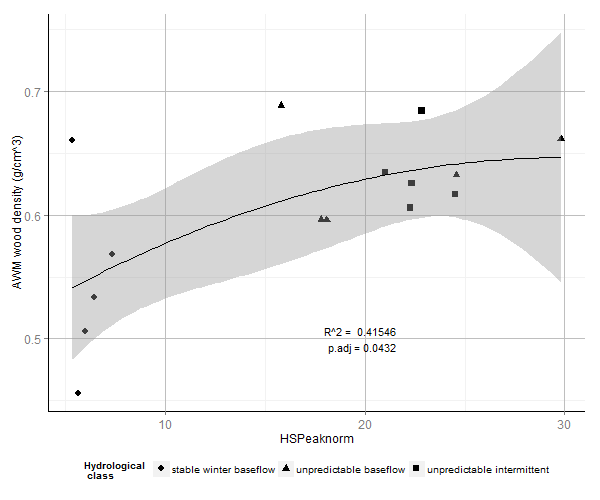 AWM wood density (g/cm^3)
0.7
0.6
0.5
R^2 = 0.41546
p.adj = 0.0432
10
20
30
HSPeaknorm
Hydrological
class
stable winter baseflow
unpredictable baseflow
unpredictable intermittent